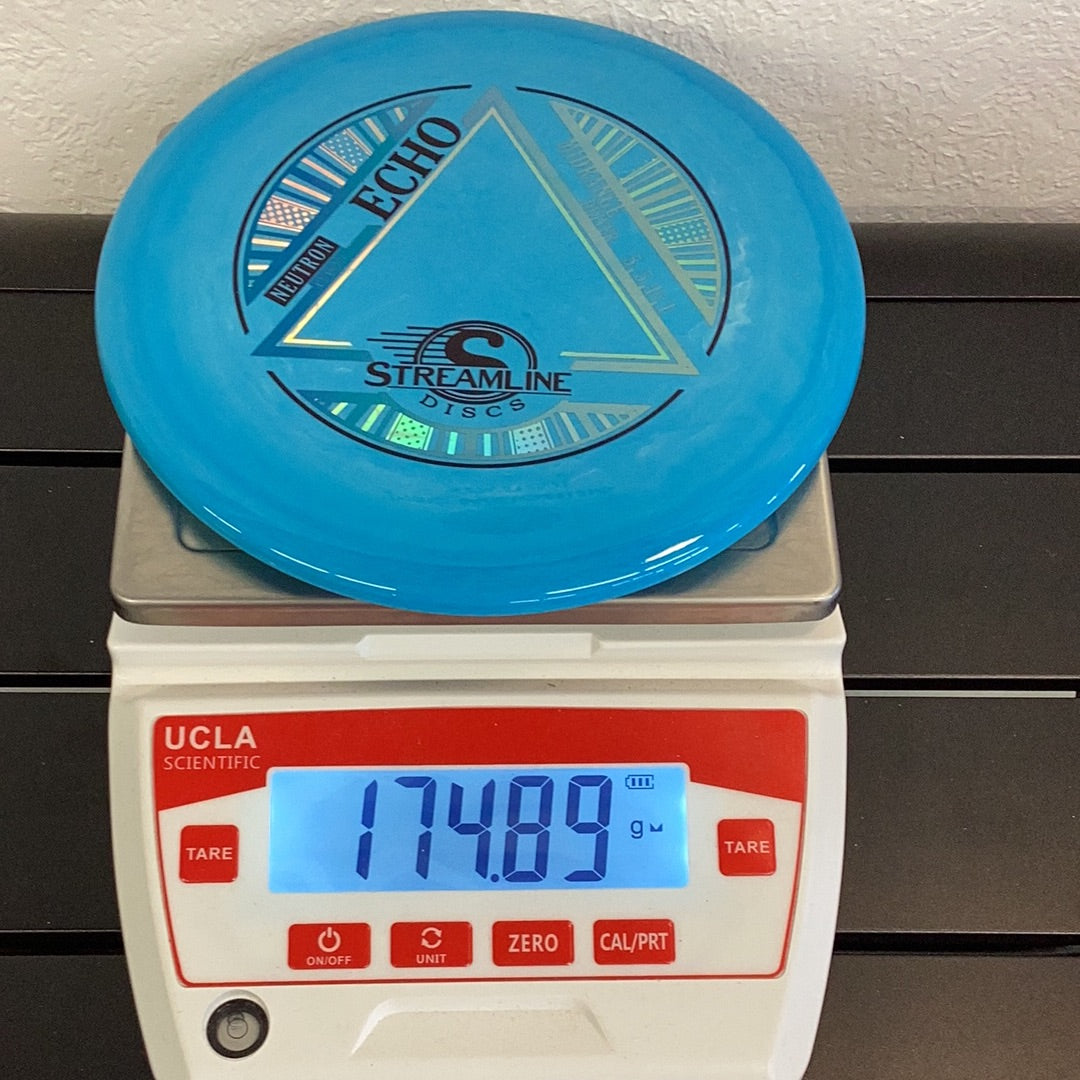 ECHO
NEUTRON
STREAMLINE
DISCS
UCLA
SCIENTIFIC
174.89 g
TARE
TARE
ON/OFF
UNIT
ZERO
CAL/PRT